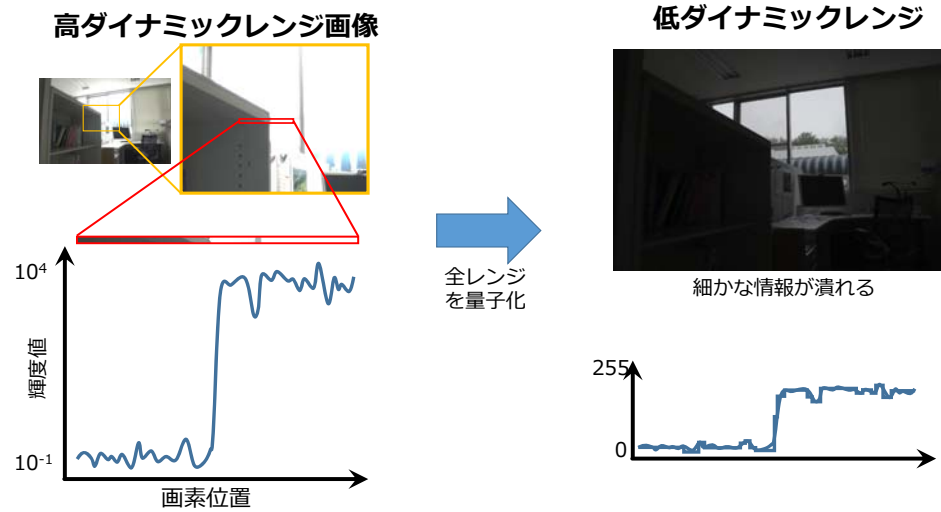 高ダイナミックレンジ画像
低ダイナミックレンジ
全レンジ
を量子化
細かな情報が潰れる
10⁴
輝度値
10⁻¹
画素位置
255
0